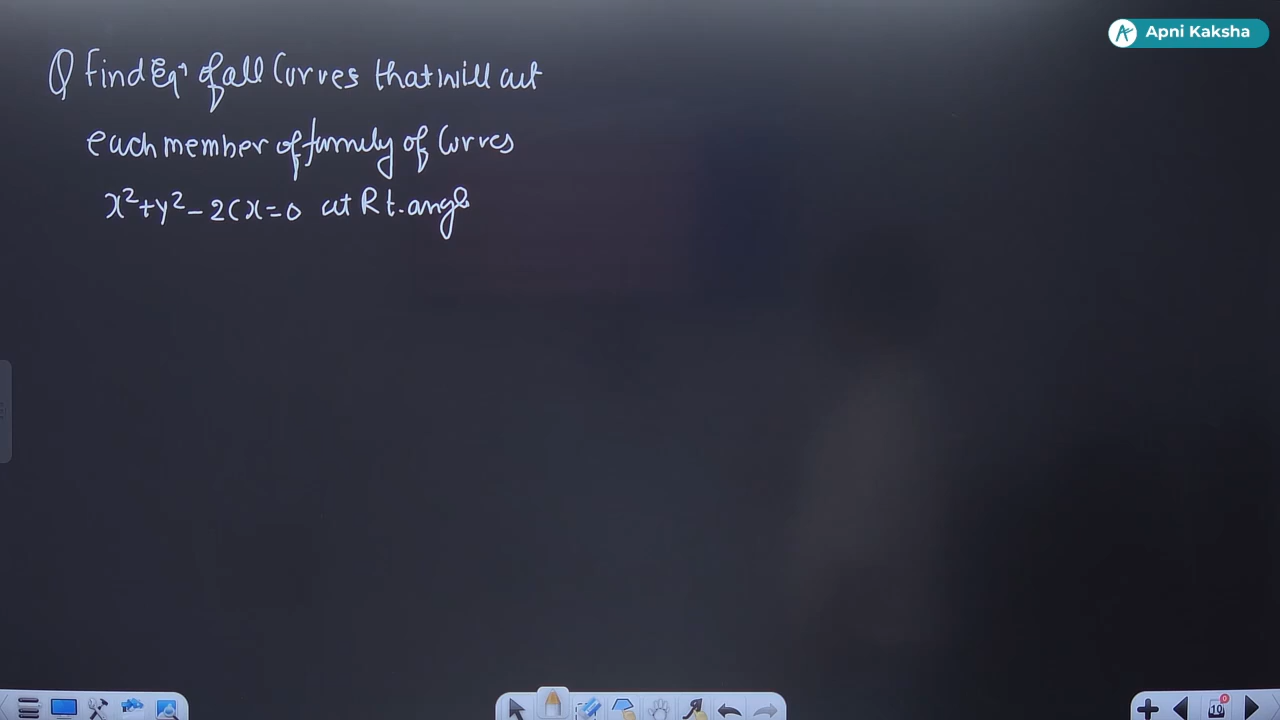 Apni Kaksha
Q Find Eqn of all Curves that will cut
each member of family of Curves
x²+y²-2Cx=0 at Rt. angle
10